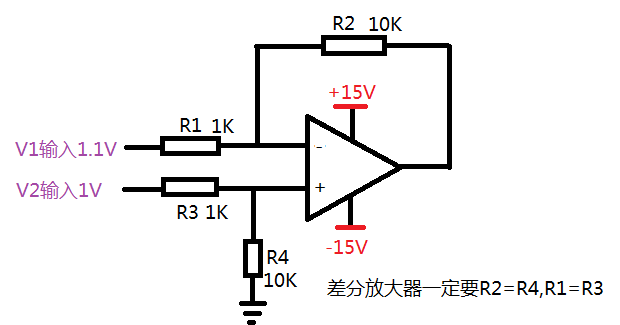 R2 10K
+15V
R1 1K
V1输入1.1V
-
V2输入1V
+
R3 1K
-15V
R4
10K
差分放大器一定要R2=R4,R1=R3